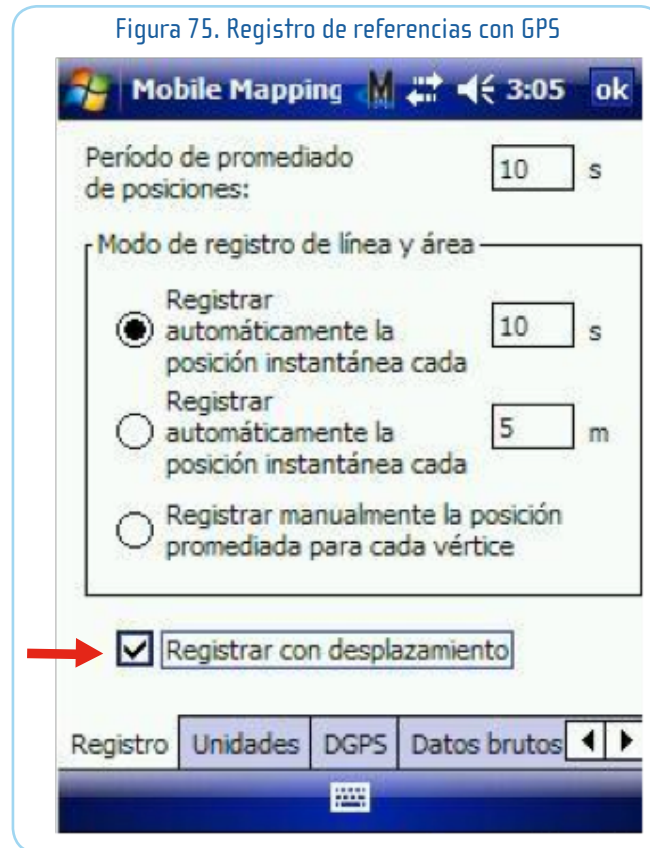 Figura 75. Registro de referencias con GPS
Mobile Mapping 3:05 ok
Período de promediado
de posiciones:
10 s
Modo de registro de línea y área
Registrar
automáticamente la
posición instantánea cada
10 s
Registrar
automáticamente la
posición instantánea cada
5 m
Registrar manualmente la posición
promediada para cada vértice
Registrar con desplazamiento
Registro Unidades DGPS Datos brutos